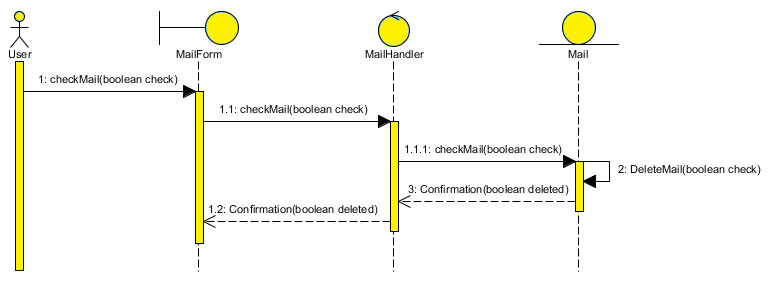 User
MailForm
MailHandler
Mail
1: checkMail(boolean check)
1.1: checkMail(boolean check)
1.1.1: checkMail(boolean check)
2: DeleteMail(boolean check)
3: Confirmation(boolean deleted)
1.2: Confirmation(boolean deleted)